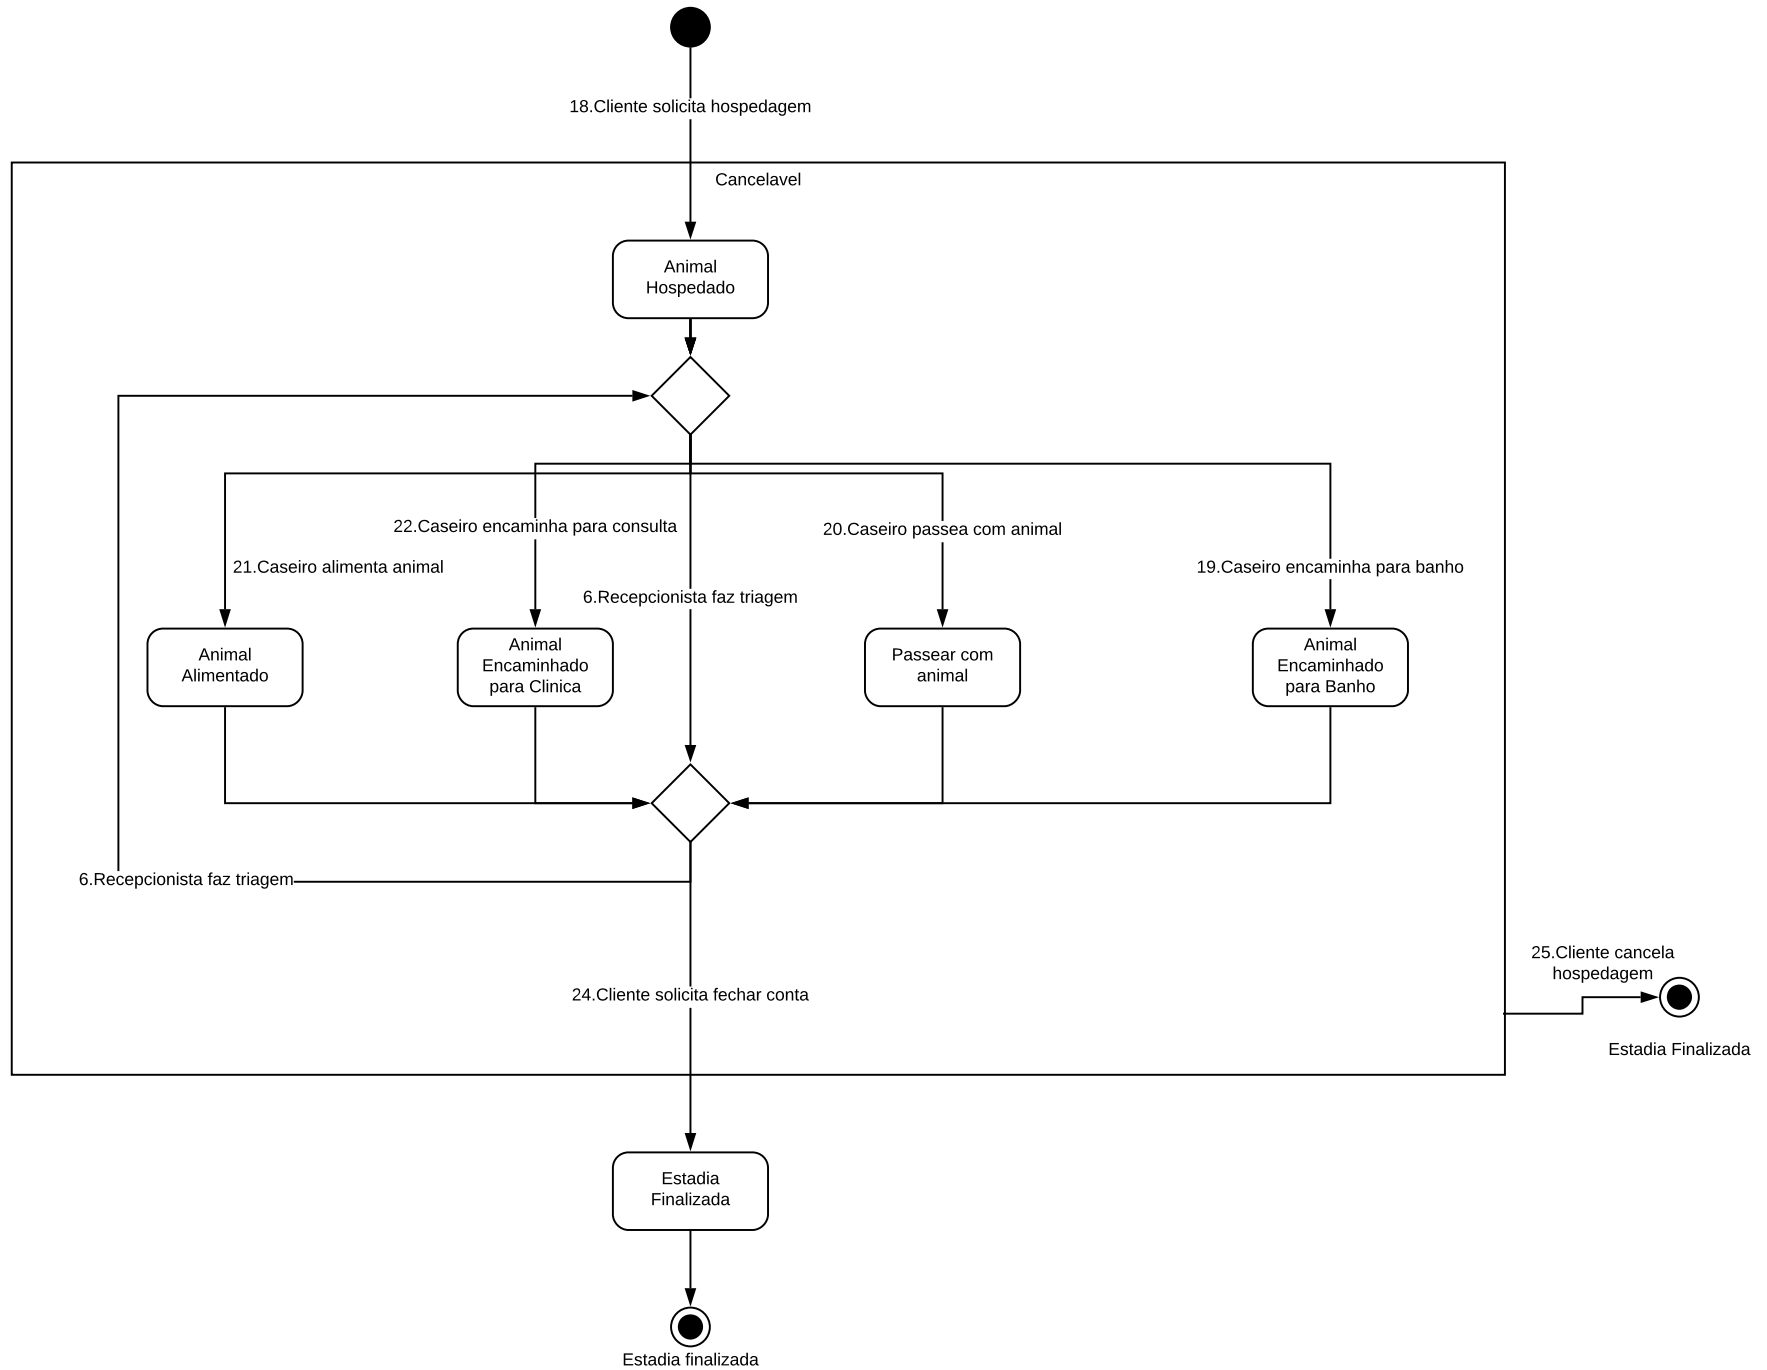 18.Cliente solicita hospedagem
Cancelavel
Animal
Hospedado
22.Caseiro encaminha para consulta
20.Caseiro passea com animal
21.Caseiro alimenta animal
19.Caseiro encaminha para banho
6.Recepcionista faz triagem
Animal
Alimentado
Animal
Encaminhado
para Clinica
Passear com
animal
Animal
Encaminhado
para Banho
6.Recepcionista faz triagem
25.Cliente cancela
hospedagem
24.Cliente solicita fechar conta
Estadia Finalizada
Estadia
Finalizada
Estadia finalizada